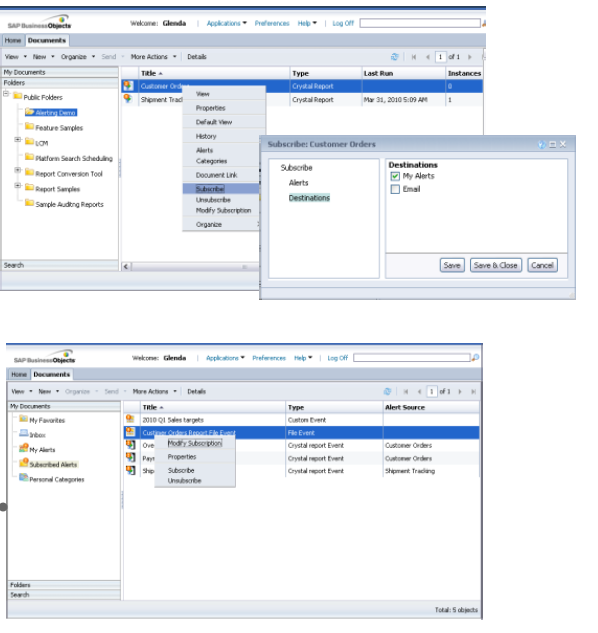 SAP BusinessObjects
Welcome: Glenda | Applications Preferences Help | Log Off
Home Documents
View New Organize Send More Actions Details 1 of 1
My Documents
Folders
Title Type Last Run Instances
Public Folders
Customer Orders Crystal Report 0
Alerting Demo
Shipment Trac Crystal Report Mar 31, 2010 5:09 AM 1
Feature Samples
LCM
Platform Search Scheduling
Report Conversion Tool
Report Samples
Sample Auditng Reports
Search
View
Properties
Default View
History
Alerts
Categories
Document Link
Subscribe
Unsubscribe
Modify Subscription
Organize
Subscribe: Customer Orders
Subscribe
Alerts
Destinations
Destinations
My Alerts
Email
Save Save & Close Cancel
SAP BusinessObjects
Welcome: Glenda | Applications Preferences Help | Log Off
Home Documents
View New Organize Send More Actions Details 1 of 1
My Documents
My Favorites
Inbox
My Alerts
Subscribed Alerts
Personal Categories
Folders
Search
Title Type Alert Source
2010 Q1 Sales targets Custom Event
Customer Orders Report File Event File Event
Ove Crystal report Event Customer Orders
Payr Crystal report Event Customer Orders
Ship Crystal report Event Shipment Tracking
Modify Subscription
Properties
Subscribe
Unsubscribe
Total: 5 objects